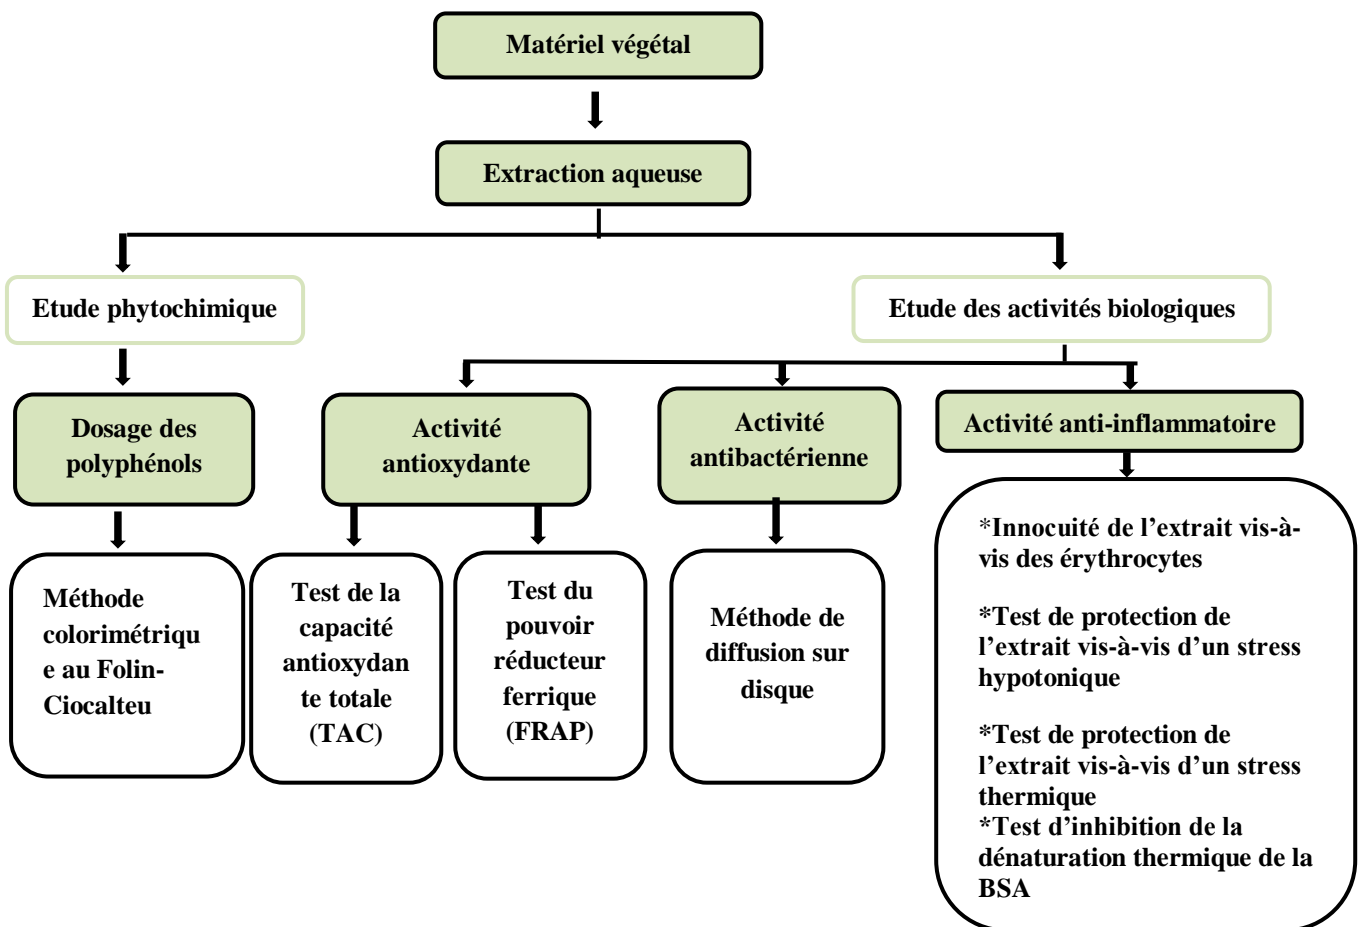 Matériel végétal
Extraction aqueuse
Etude phytochimique
Etude des activités biologiques
Dosage des
polyphénols
Activité
antioxydante
Activité
antibactérienne
Activité anti-inflammatoire
Méthode
colorimétriqu
e au Folin-
Ciocalteu
Test de la
capacité
antioxydan
te totale
(TAC)
Test du
pouvoir
réducteur
ferrique
(FRAP)
Méthode de
diffusion sur
disque
*Innocuité de l’extrait vis-à-
vis des érythrocytes
*Test de protection de
l’extrait vis-à-vis d’un stress
hypotonique
*Test de protection de
l’extrait vis-à-vis d’un stress
thermique
*Test d’inhibition de la
dénaturation thermique de la
BSA